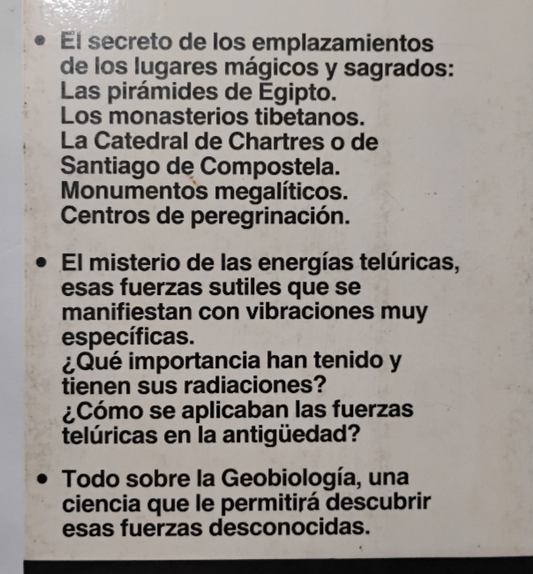 • El secreto de los emplazamientos
de los lugares mágicos y sagrados:
Las pirámides de Egipto.
Los monasterios tibetanos.
La Catedral de Chartres o de
Santiago de Compostela.
Monumentos megalíticos.
Centros de peregrinación.
• El misterio de las energías telúricas,
esas fuerzas sutiles que se
manifiestan con vibraciones muy
específicas.
¿Qué importancia han tenido y
tienen sus radiaciones?
¿Cómo se aplicaban las fuerzas
telúricas en la antigüedad?
• Todo sobre la Geobiología, una
ciencia que le permitirá descubrir
esas fuerzas desconocidas.